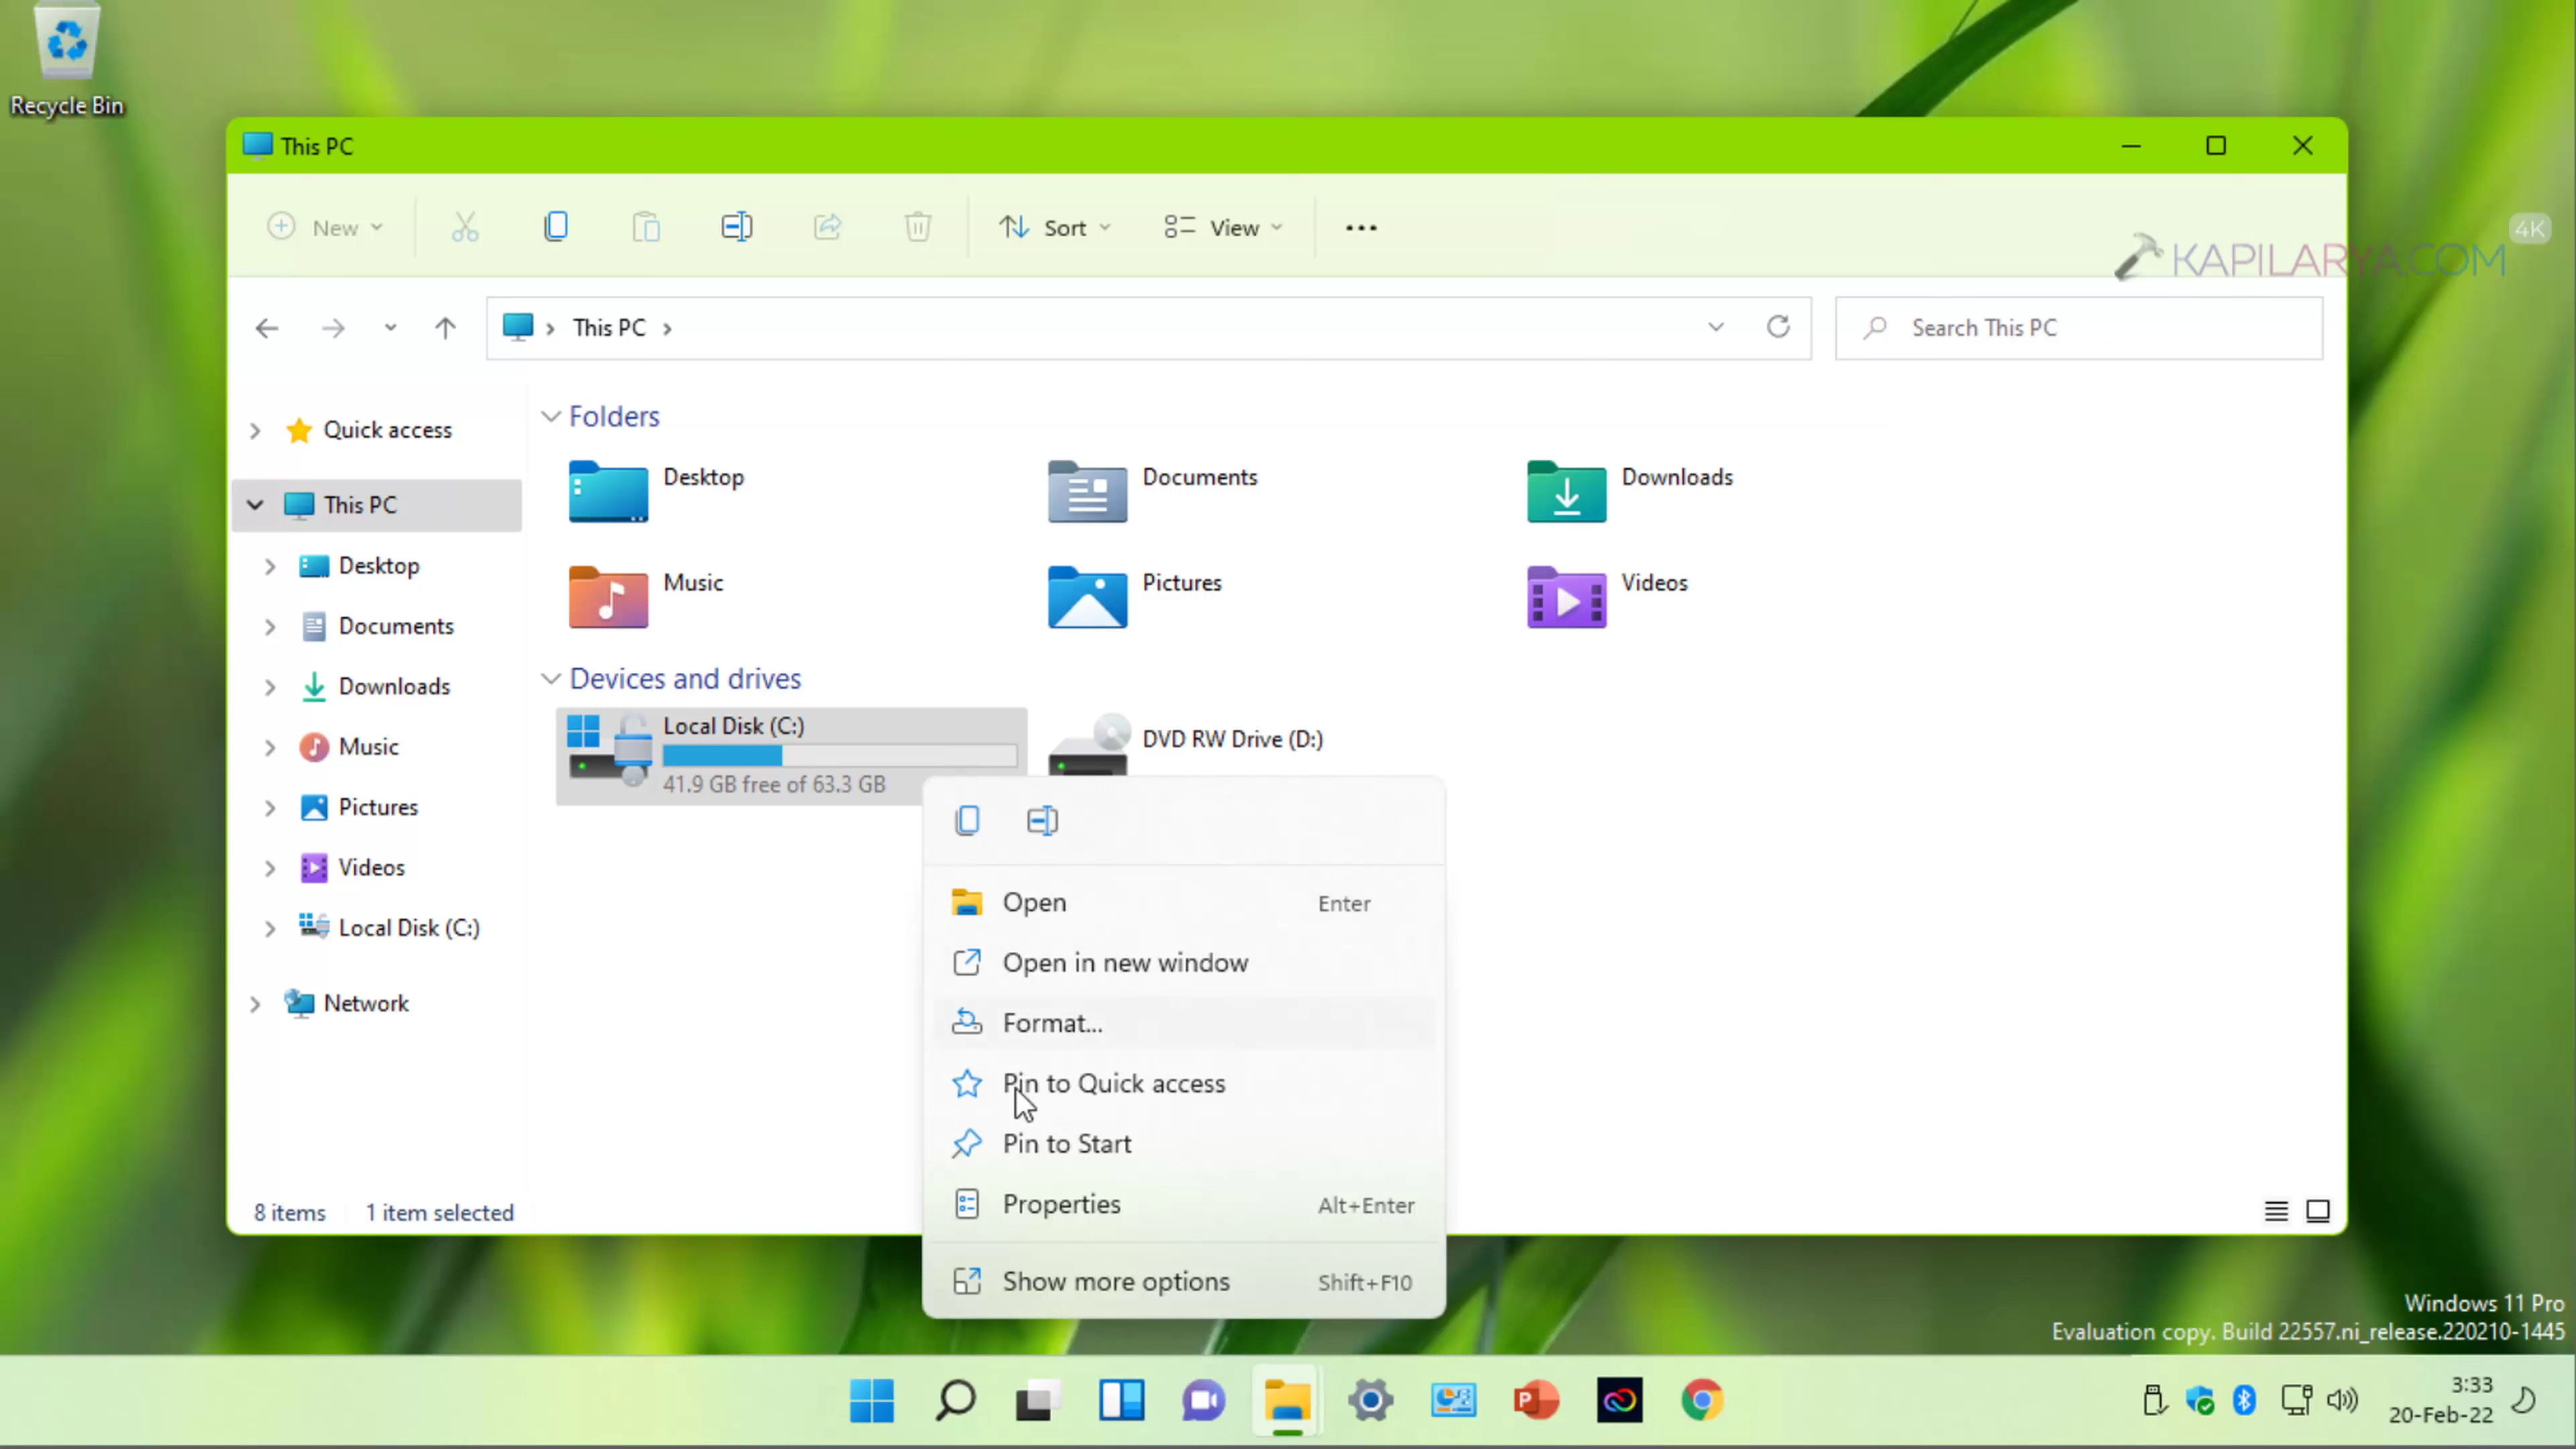 Recycle Bin
This PC
New
Sort
View
4K
KAPILARYA.COM
This PC
Search This PC
Quick access
This PC
Desktop
Documents
Downloads
Music
Pictures
Videos
Local Disk (C:)
Network
Folders
Desktop
Documents
Downloads
Music
Pictures
Videos
Devices and drives
Local Disk (C:)
41.9 GB free of 63.3 GB
DVD RW Drive (D:)
Open Enter
Open in new window
Format...
Pin to Quick access
Pin to Start
Properties Alt+Enter
Show more options Shift+F10
8 items 1 item selected
Windows 11 Pro
Evaluation copy. Build 22557.ni_release.220210-1445
P
3:33
20-Feb-22